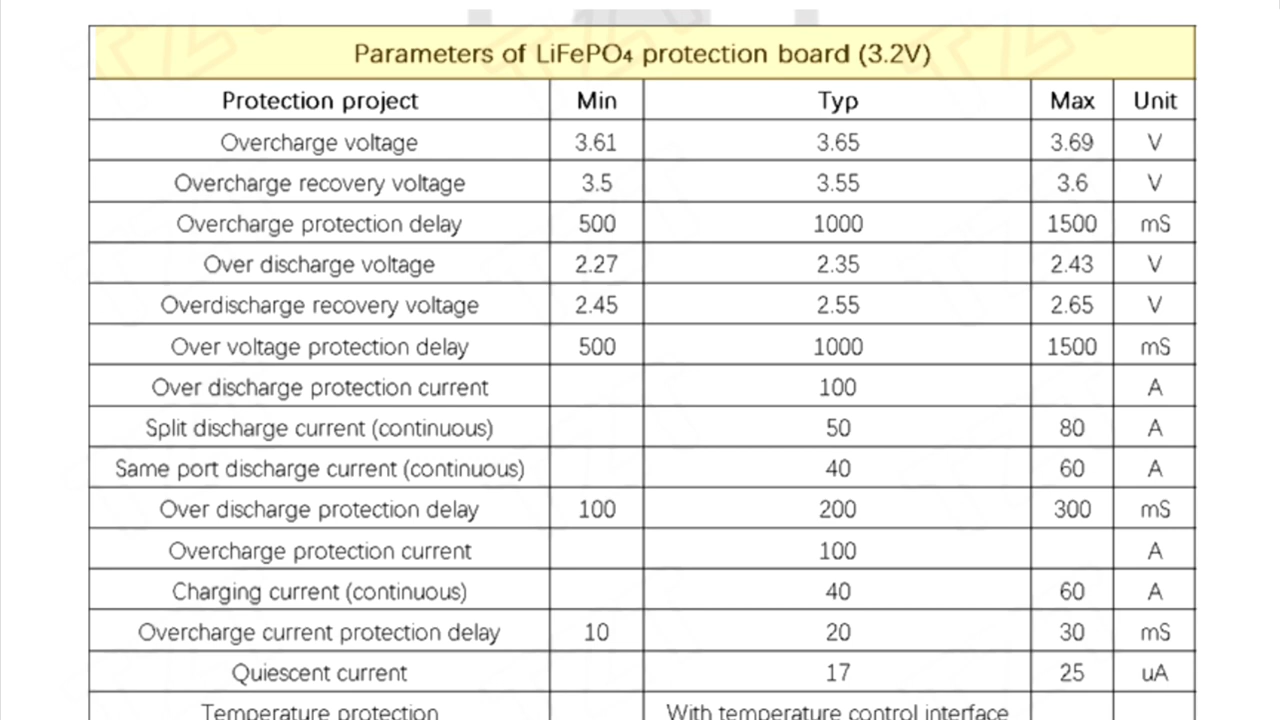 Parameters of LiFePO4 protection board (3.2V)
Protection project Min Typ Max Unit
Overcharge voltage 3.61 3.65 3.69 V
Overcharge recovery voltage 3.5 3.55 3.6 V
Overcharge protection delay 500 1000 1500 mS
Over discharge voltage 2.27 2.35 2.43 V
Overdischarge recovery voltage 2.45 2.55 2.65 V
Over voltage protection delay 500 1000 1500 mS
Over discharge protection current 100 A
Split discharge current (continuous) 50 80 A
Same port discharge current (continuous) 40 60 A
Over discharge protection delay 100 200 300 mS
Overcharge protection current 100 A
Charging current (continuous) 40 60 A
Overcharge current protection delay 10 20 30 mS
Quiescent current 17 25 uA
Temperature protection With temperature control interface